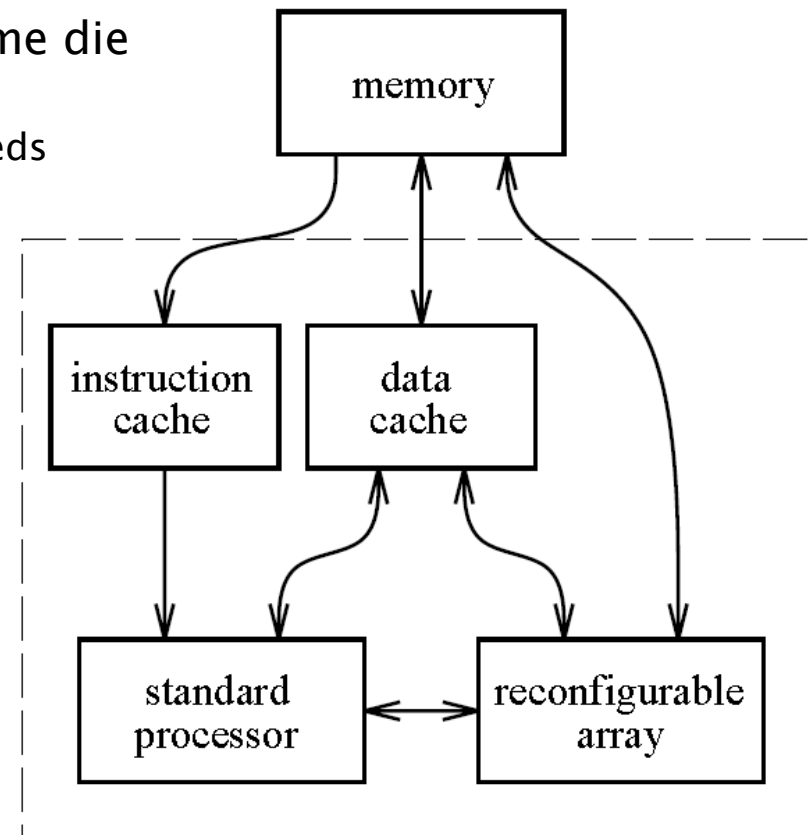 me die
eds
memory
instruction
cache
data
cache
standard
processor
reconfigurable
array